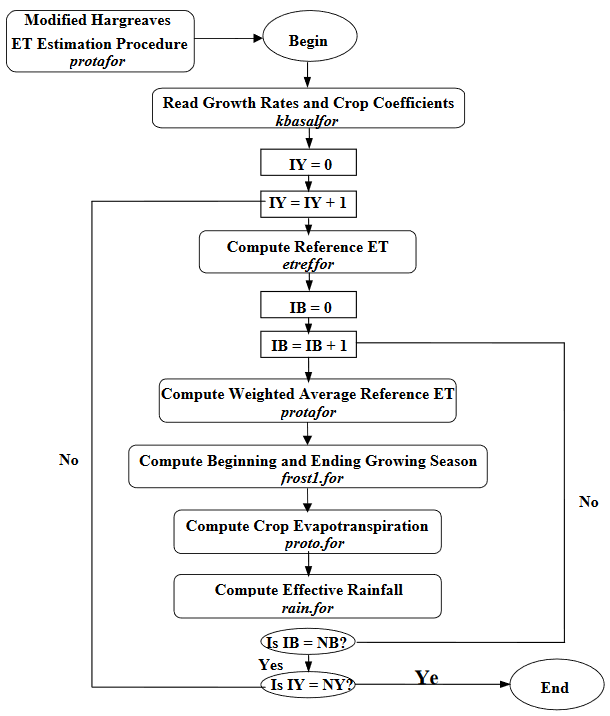 Modified Hargreaves
ET Estimation Procedure
protafor
Begin
Read Growth Rates and Crop Coefficients
kbasalfor
IY = 0
IY = IY + 1
Compute Reference ET
etref.for
IB = 0
IB = IB + 1
Compute Weighted Average Reference ET
protafor
Compute Beginning and Ending Growing Season
frost1.for
No
No
Compute Crop Evapotranspiration
proto.for
Compute Effective Rainfall
rain.for
Is IB = NB?
Yes
Is IY = NY?
Ye
End